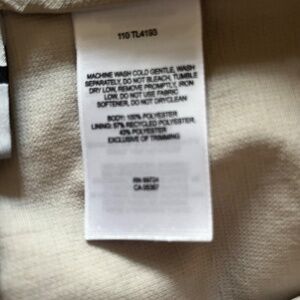 110 TL4193
MACHINE WASH COLD GENTLE, WASH
SEPARATELY, DO NOT BLEACH, TUMBLE
DRY LOW, REMOVE PROMPTLY, IRON
LOW, DO NOT USE FABRIC
SOFTENER, DO NOT DRYCLEAN
BODY: 100% POLYESTER
LINING: 57% RECYCLED POLYESTER,
43% POLYESTER
EXCLUSIVE OF TRIMMING
RN
CA